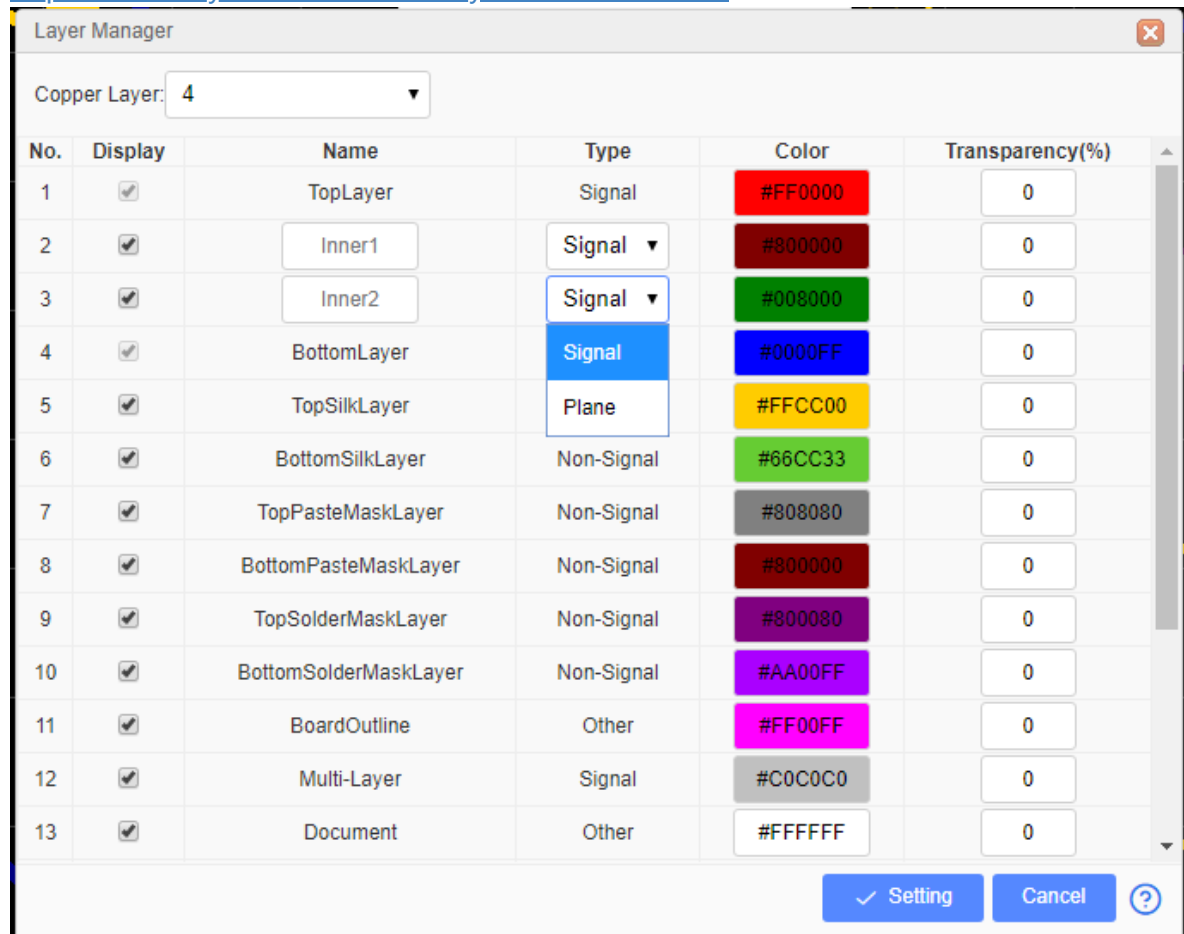 Layer Manager
Copper Layer: 4
No. Display Name Type Color Transparency(%)
1 TopLayer Signal #FF0000 0
2 Inner1 Signal #800000 0
3 Inner2 Signal #008000 0
4 BottomLayer Signal #0000FF 0
5 TopSilkLayer Plane #FFCC00 0
6 BottomSilkLayer Non-Signal #66CC33 0
7 TopPasteMaskLayer Non-Signal #808080 0
8 BottomPasteMaskLayer Non-Signal #800000 0
9 TopSolderMaskLayer Non-Signal #800080 0
10 BottomSolderMaskLayer Non-Signal #AA00FF 0
11 BoardOutline Other #FF00FF 0
12 Multi-Layer Signal #C0C0C0 0
13 Document Other #FFFFFF 0
Setting Cancel ?